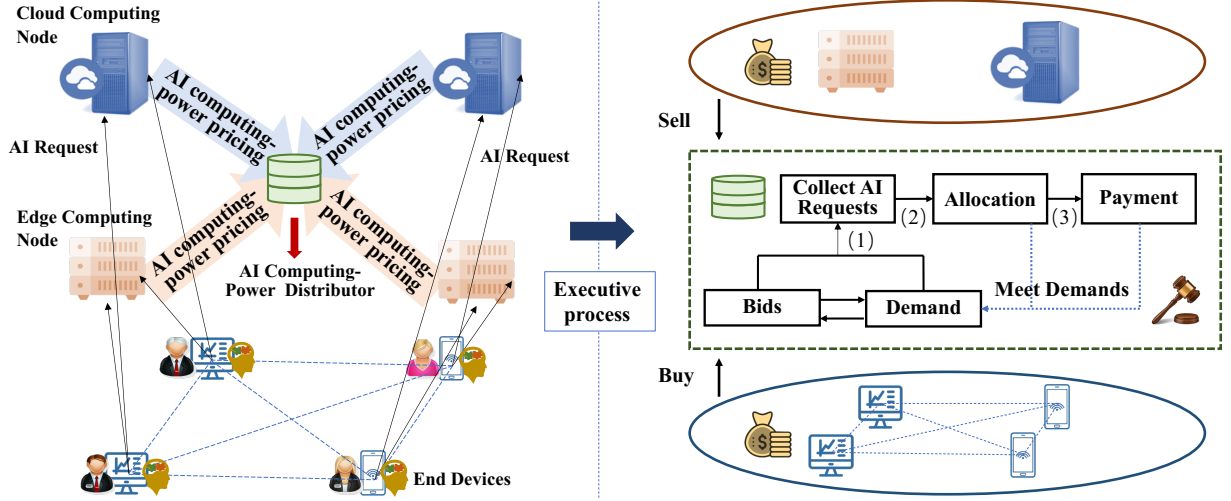 Cloud Computing
Node
AI computing-
power pricing
AI computing-
power pricing
AI Request
AI Request
Edge Computing
Node
AI computing-
power pricing
AI computing-
power pricing
AI Computing-
Power Distributor
End Devices
Executive
process
Sell
Collect AI
Requests
(2)
Allocation
(3)
Payment
(1)
Bids
Demand
Meet Demands
Buy